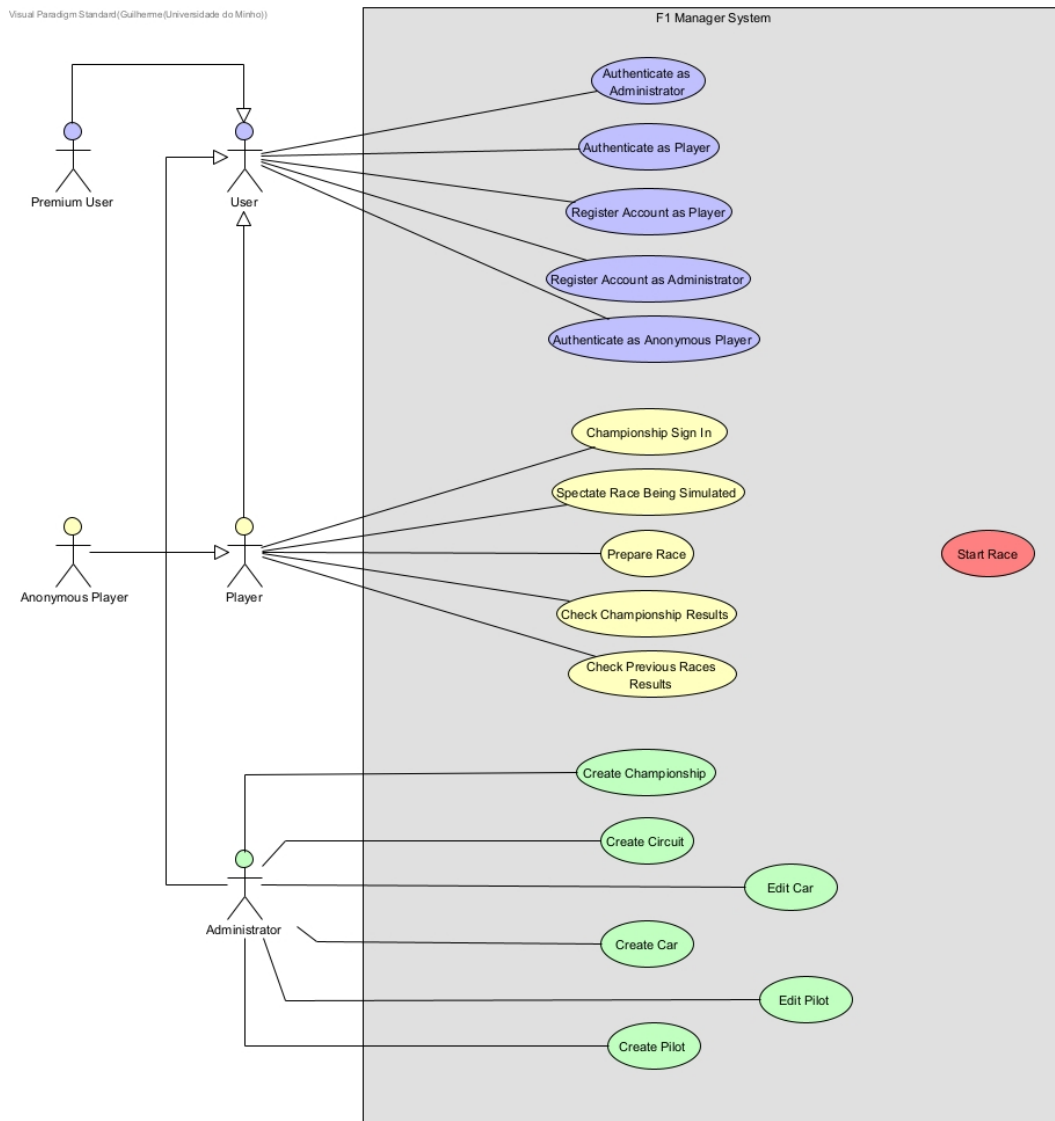 Visual Paradigm Standard(Guilherme(Universidade do Minho))
F1 Manager System
Authenticate as
Administrator
Authenticate as Player
Premium User
User
Register Account as Player
Register Account as Administrator
Authenticate as Anonymous Player
Championship Sign In
Spectate Race Being Simulated
Prepare Race
Start Race
Anonymous Player
Player
Check Championship Results
Check Previous Races
Results
Create Championship
Create Circuit
Edit Car
Administrator
Create Car
Edit Pilot
Create Pilot